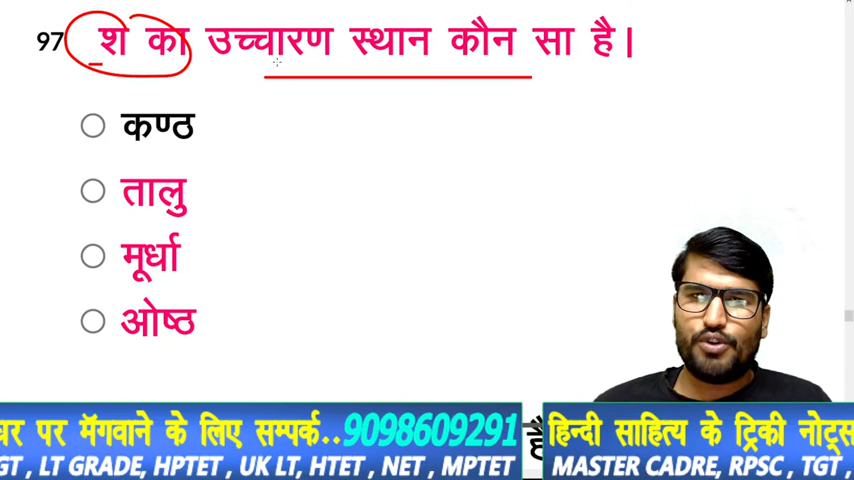 97 श का उच्चारण स्थान कौन सा है|
कण्ठ
तालु
मूर्धा
ओष्ठ
घर पर मॅगवाने के लिए सम्पर्क..9098609291 हिन्दी साहित्य के ट्रिकी नोट्स
GT , LT GRADE, HPTET , UK LT, HTET , NET , MPTET MASTER CADRE, RPSC , TGT ,